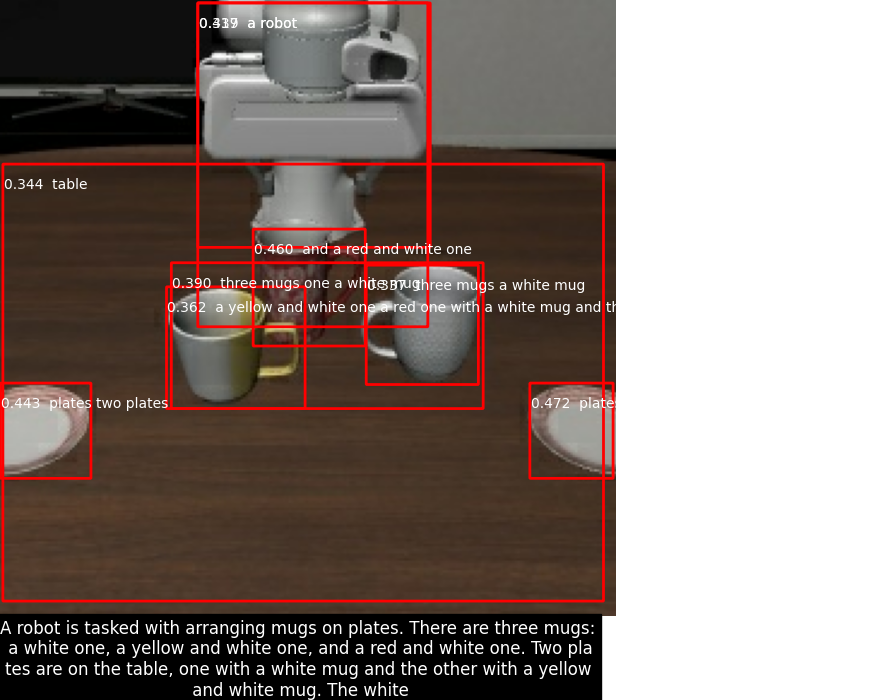 a robot
0.344 table
0.460 and a red and white one
0.390 three mugs one a white mug
three mugs a white mug
0.362 a yellow and white one a red one with a white mug and th
0.443 plates two plates
0.472 plate
A robot is tasked with arranging mugs on plates. There are three mugs:
a white one, a yellow and white one, and a red and white one. Two pla
tes are on the table, one with a white mug and the other with a yellow
and white mug. The white